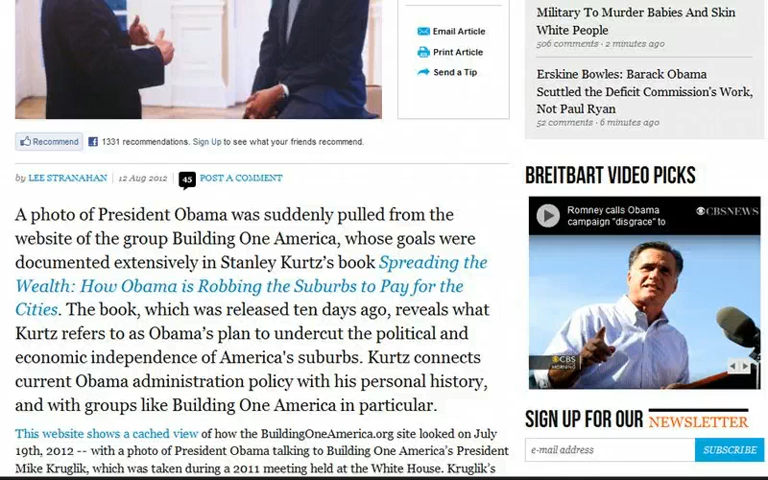 Email Article
Print Article
Send a Tip
Recommend
1331 recommendations. Sign Up to see what your friends recommend.
by LEE STRANAHAN | 12 Aug 2012 | 45 POST A COMMENT
A photo of President Obama was suddenly pulled from the
website of the group Building One America, whose goals were
documented extensively in Stanley Kurtz's book Spreading the
Wealth: How Obama is Robbing the Suburbs to Pay for the
Cities. The book, which was released ten days ago, reveals what
Kurtz refers to as Obama's plan to undercut the political and
economic independence of America's suburbs. Kurtz connects
current Obama administration policy with his personal history,
and with groups like Building One America in particular.
This website shows a cached view of how the BuildingOneAmerica.org site looked on July
19th, 2012 -- with a photo of President Obama talking to Building One America's President
Mike Kruglik, which was taken during a 2011 meeting held at the White House. Kruglik's
Military To Murder Babies And Skin
White People
506 comments · 2 minutes ago
Erskine Bowles: Barack Obama
Scuttled the Deficit Commission's Work,
Not Paul Ryan
52 comments · 6 minutes ago
BREITBART VIDEO PICKS
Romney calls Obama
campaign "disgrace" to
CBSNEWS
CBS
MORNING
SIGN UP FOR OUR NEWSLETTER
e-mail address
SUBSCRIBE